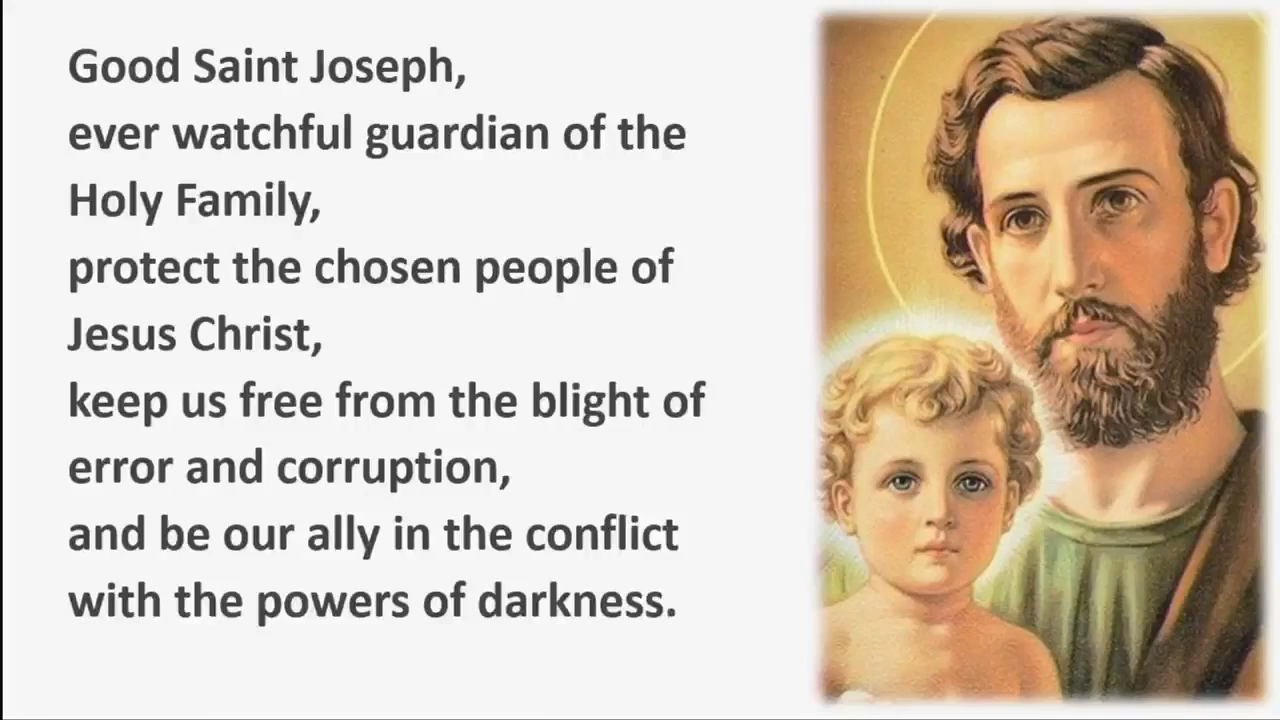 Good Saint Joseph,
ever watchful guardian of the
Holy Family,
protect the chosen people of
Jesus Christ,
keep us free from the blight of
error and corruption,
and be our ally in the conflict
with the powers of darkness.